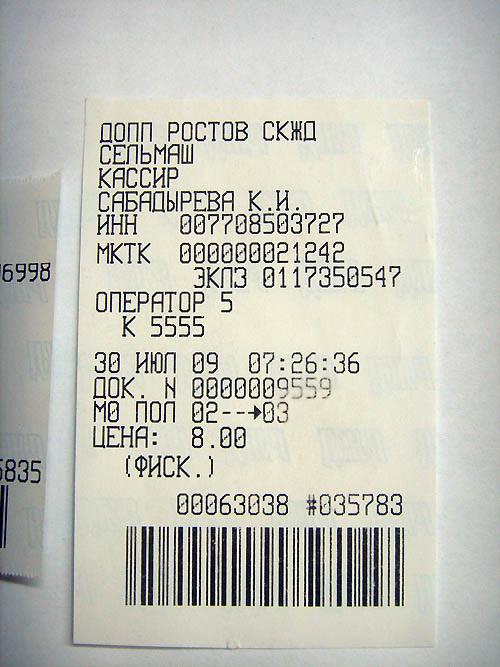 ДОПП РОСТОВ СКЖД
СЕЛЬМАШ
КАССИР
САБАДЫРЕВА К.И.
ИНН 007708503727
МКТК 000000021242
ЭКЛЗ 0117350547
ОПЕРАТОР 5
К 5555
30 ИЮЛ 09 07:26:36
ДОК. N 0000009559
М0 ПОЛ 02--→03
ЦЕНА: 8.00
(ФИСК.)
00063038 #035783
6998
5835